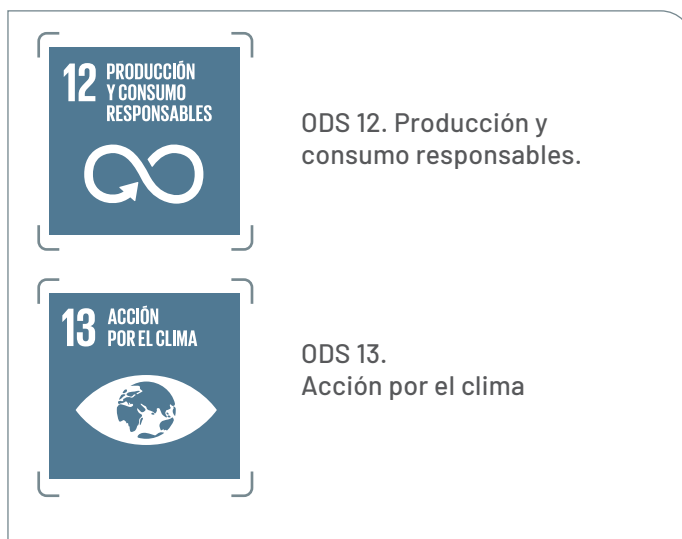 12 PRODUCCIÓN
Y CONSUMO
RESPONSABLES
ODS 12. Producción y
consumo responsables.
13 ACCIÓN
POR EL CLIMA
ODS 13.
Acción por el clima